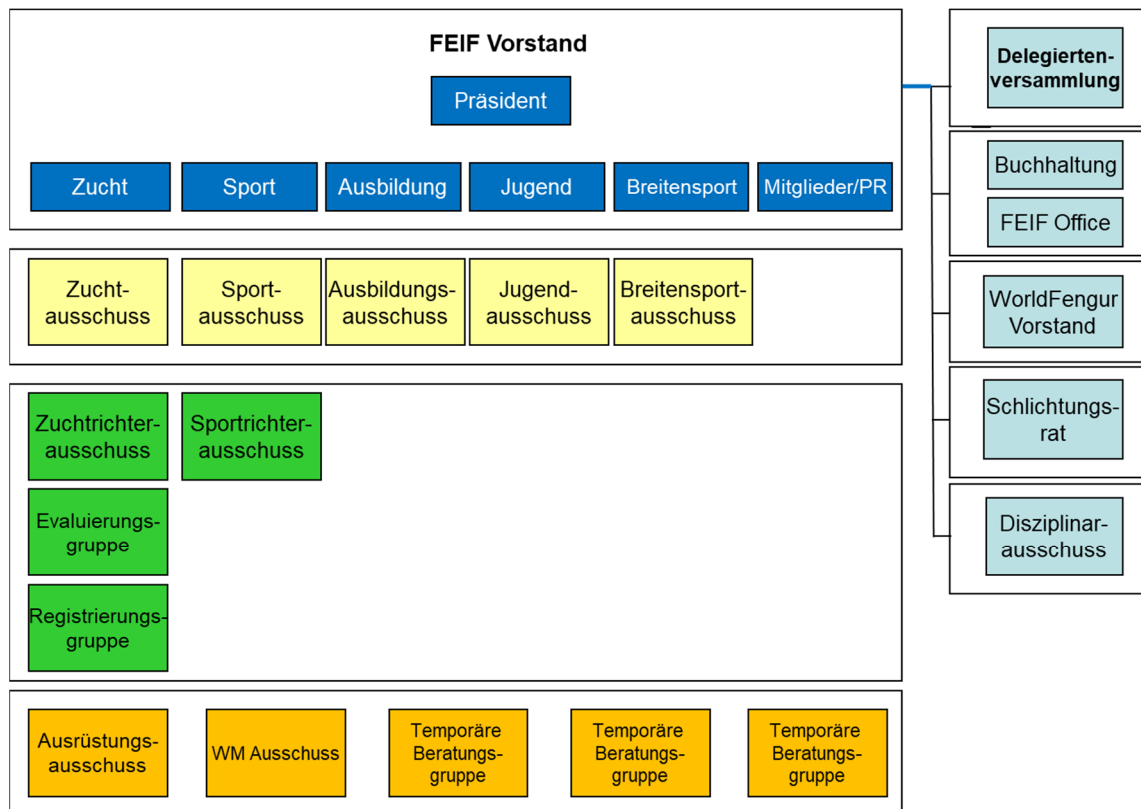 FEIF Vorstand
Präsident
Zucht
Sport
Ausbildung
Jugend
Breitensport
Mitglieder/PR
Zucht-
ausschuss
Sport-
ausschuss
Ausbildungs-
ausschuss
Jugend-
ausschuss
Breitensport-
ausschuss
Zuchtrichter-
ausschuss
Sportrichter-
ausschuss
Evaluierungs-
gruppe
Registrierungs-
gruppe
Ausrüstungs-
ausschuss
WM Ausschuss
Temporäre
Beratungs-
gruppe
Temporäre
Beratungs-
gruppe
Temporäre
Beratungs-
gruppe
Delegierten-
versammlung
Buchhaltung
FEIF Office
WorldFengur
Vorstand
Schlichtungs-
rat
Disziplinar-
ausschuss